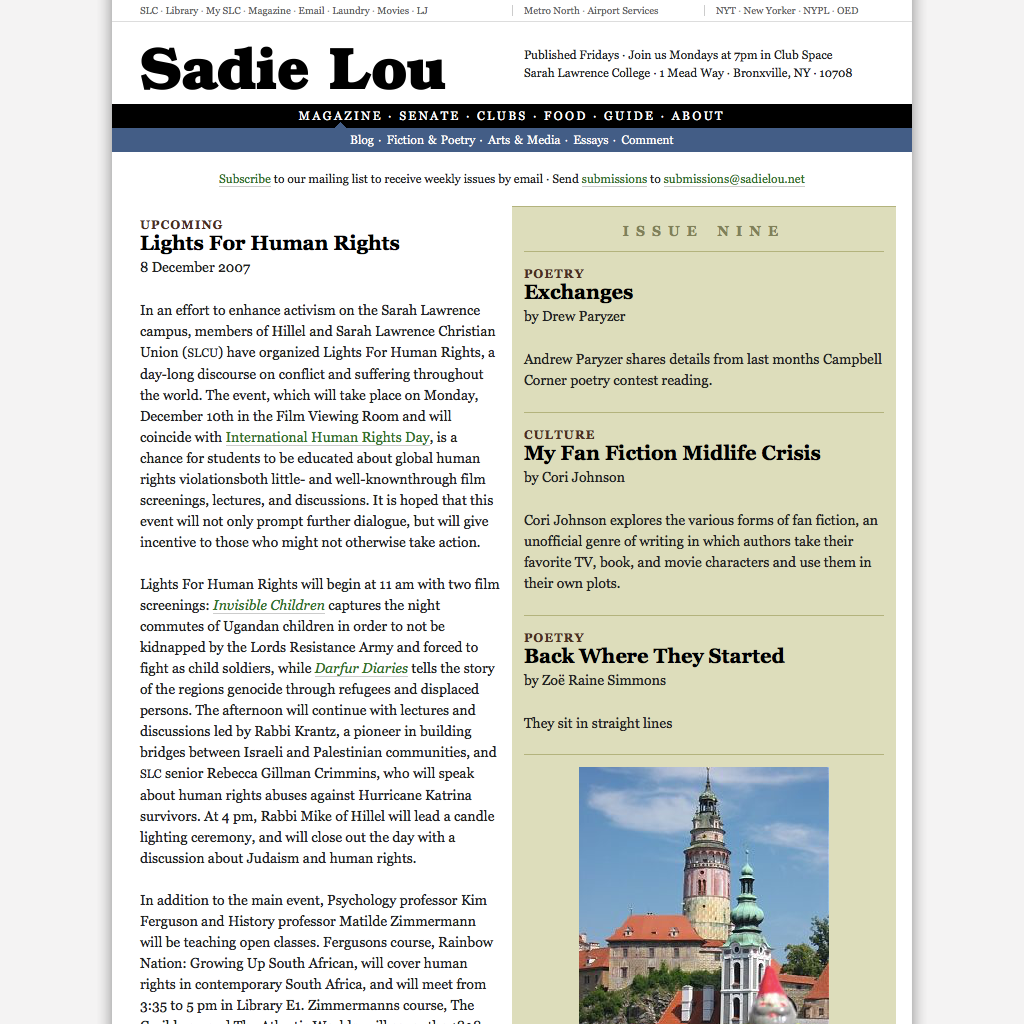 SLC · Library · My SLC · Magazine · Email · Laundry · Movies · LJ
Metro North · Airport Services
NYT · New Yorker · NYPL · OED
Sadie Lou
Published Fridays · Join us Mondays at 7pm in Club Space
Sarah Lawrence College · 1 Mead Way · Bronxville, NY · 10708
MAGAZINE · SENATE · CLUBS · FOOD · GUIDE · ABOUT
Blog · Fiction & Poetry · Arts & Media · Essays · Comment
Subscribe to our mailing list to receive weekly issues by email · Send submissions to submissions@sadielou.net
UPCOMING
Lights For Human Rights
8 December 2007
In an effort to enhance activism on the Sarah Lawrence
campus, members of Hillel and Sarah Lawrence Christian
Union (SLCU) have organized Lights For Human Rights, a
day-long discourse on conflict and suffering throughout
the world. The event, which will take place on Monday,
December 10th in the Film Viewing Room and will
coincide with International Human Rights Day, is a
chance for students to be educated about global human
rights violationsboth little- and well-knownthrough film
screenings, lectures, and discussions. It is hoped that this
event will not only prompt further dialogue, but will give
incentive to those who might not otherwise take action.
Lights For Human Rights will begin at 11 am with two film
screenings: Invisible Children captures the night
commutes of Ugandan children in order to not be
kidnapped by the Lords Resistance Army and forced to
fight as child soldiers, while Darfur Diaries tells the story
of the regions genocide through refugees and displaced
persons. The afternoon will continue with lectures and
discussions led by Rabbi Krantz, a pioneer in building
bridges between Israeli and Palestinian communities, and
SLC senior Rebecca Gillman Crimmins, who will speak
about human rights abuses against Hurricane Katrina
survivors. At 4 pm, Rabbi Mike of Hillel will lead a candle
lighting ceremony, and will close out the day with a
discussion about Judaism and human rights.
In addition to the main event, Psychology professor Kim
Ferguson and History professor Matilde Zimmermann
will be teaching open classes. Fergusons course, Rainbow
Nation: Growing Up South African, will cover human
rights in contemporary South Africa, and will meet from
3:35 to 5 pm in Library E1. Zimmermanns course, The
ISSUE NINE
POETRY
Exchanges
by Drew Paryzer
Andrew Paryzer shares details from last months Campbell
Corner poetry contest reading.
CULTURE
My Fan Fiction Midlife Crisis
by Cori Johnson
Cori Johnson explores the various forms of fan fiction, an
unofficial genre of writing in which authors take their
favorite TV, book, and movie characters and use them in
their own plots.
POETRY
Back Where They Started
by Zoë Raine Simmons
They sit in straight lines